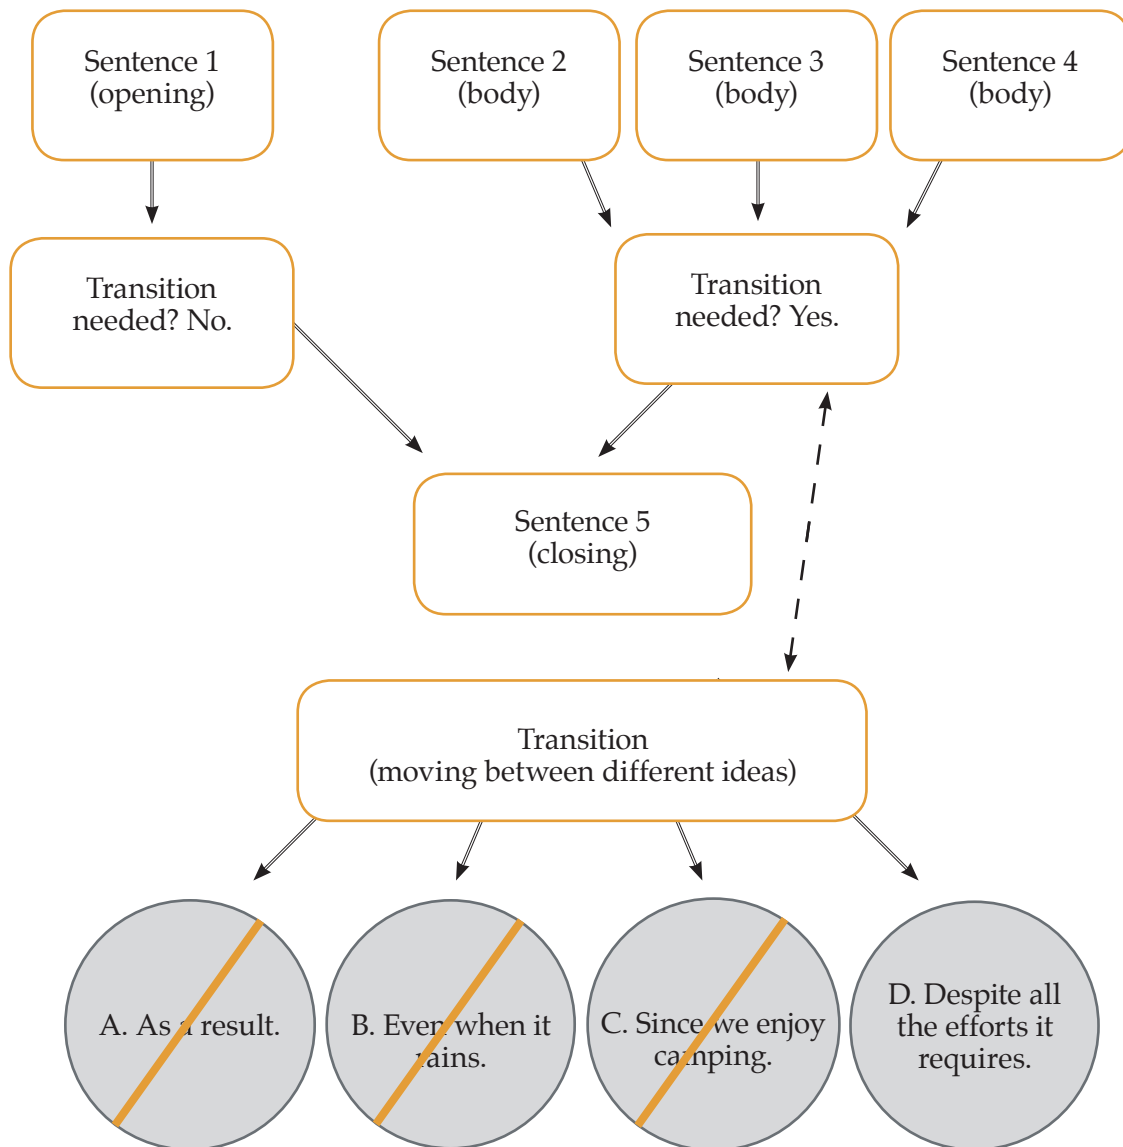 Sentence 1
(opening)
Sentence 2
(body)
Sentence 3
(body)
Sentence 4
(body)
Transition
needed? No.
Transition
needed? Yes.
Sentence 5
(closing)
Transition
(moving between different ideas)
A. As a result.
B. Even when it
rains.
C. Since we enjoy
camping.
D. Despite all
the efforts it
requires.